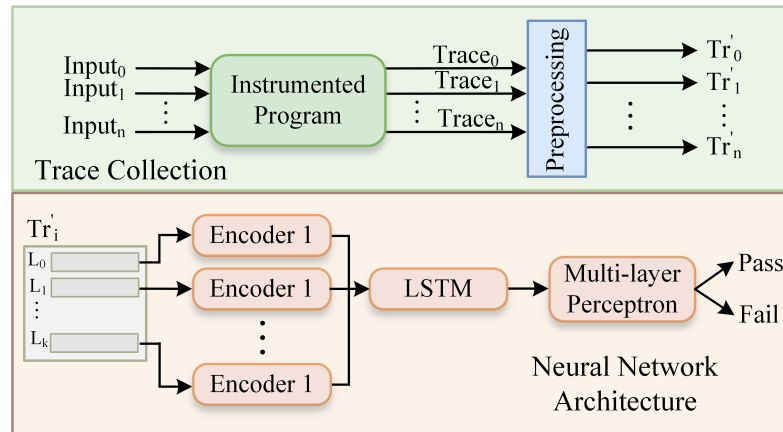 Input₀
Input₁
Inputₙ
Instrumented
Program
Trace₀
Trace₁
Traceₙ
Preprocessing
Tr'₀
Tr'₁
Tr'ₙ
Trace Collection
Tr'ᵢ
L₀
L₁
Lₖ
Encoder 1
Encoder 1
Encoder 1
LSTM
Multi-layer
Perceptron
Pass
Fail
Neural Network
Architecture